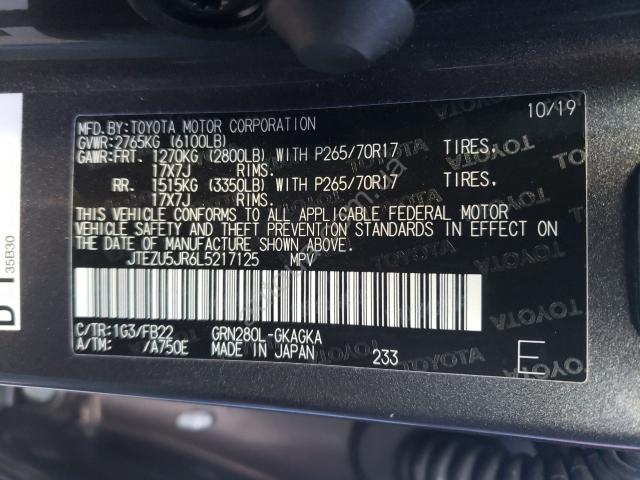 10/19
MFD. BY:TOYOTA MOTOR CORPORATION
GVWR:2765KG (6100LB)
GAWR:FRT. 1270KG (2800LB) WITH P265/70R17 TIRES,
17X7J RIMS.
RR. 1515KG (3350LB) WITH P265/70R17 TIRES,
17X7J RIMS.
THIS VEHICLE CONFORMS TO ALL APPLICABLE FEDERAL MOTOR
VEHICLE SAFETY AND THEFT PREVENTION STANDARDS IN EFFECT ON
THE DATE OF MANUFACTURE SHOWN ABOVE.
JTEZU5JR6L5217125 MPV
C/TR:1G3/FB22 GRN280L-GKAGKA
A/TM: /A750E MADE IN JAPAN 233
E
35B30